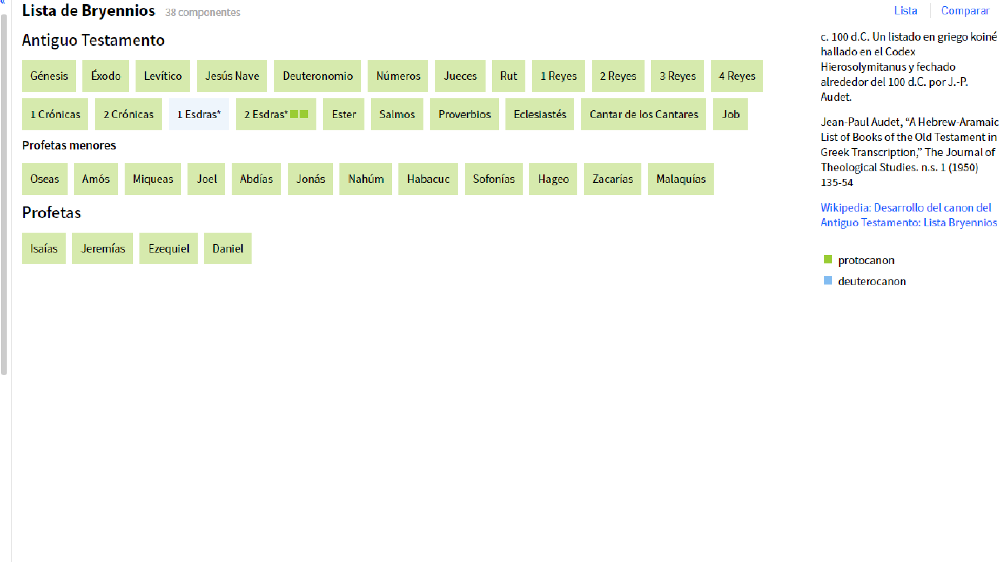 «
Lista de Bryennios 38 componentes
Lista Comparar
Antiguo Testamento
Génesis Éxodo Levítico Jesús Nave Deuteronomio Números Jueces Rut 1 Reyes 2 Reyes 3 Reyes 4 Reyes
1 Crónicas 2 Crónicas 1 Esdras* 2 Esdras* Ester Salmos Proverbios Eclesiastés Cantar de los Cantares Job
Profetas menores
Oseas Amós Miqueas Joel Abdías Jonás Nahúm Habacuc Sofonías Hageo Zacarías Malaquías
Profetas
Isaías Jeremías Ezequiel Daniel
c. 100 d.C. Un listado en griego koiné
hallado en el Codex
Hierosolymitanus y fechado
alrededor del 100 d.C. por J.-P.
Audet.
Jean-Paul Audet, “A Hebrew-Aramaic
List of Books of the Old Testament in
Greek Transcription,” The Journal of
Theological Studies. n.s. 1 (1950)
135-54
Wikipedia: Desarrollo del canon del
Antiguo Testamento: Lista Bryennios
protocanon
deuterocanon